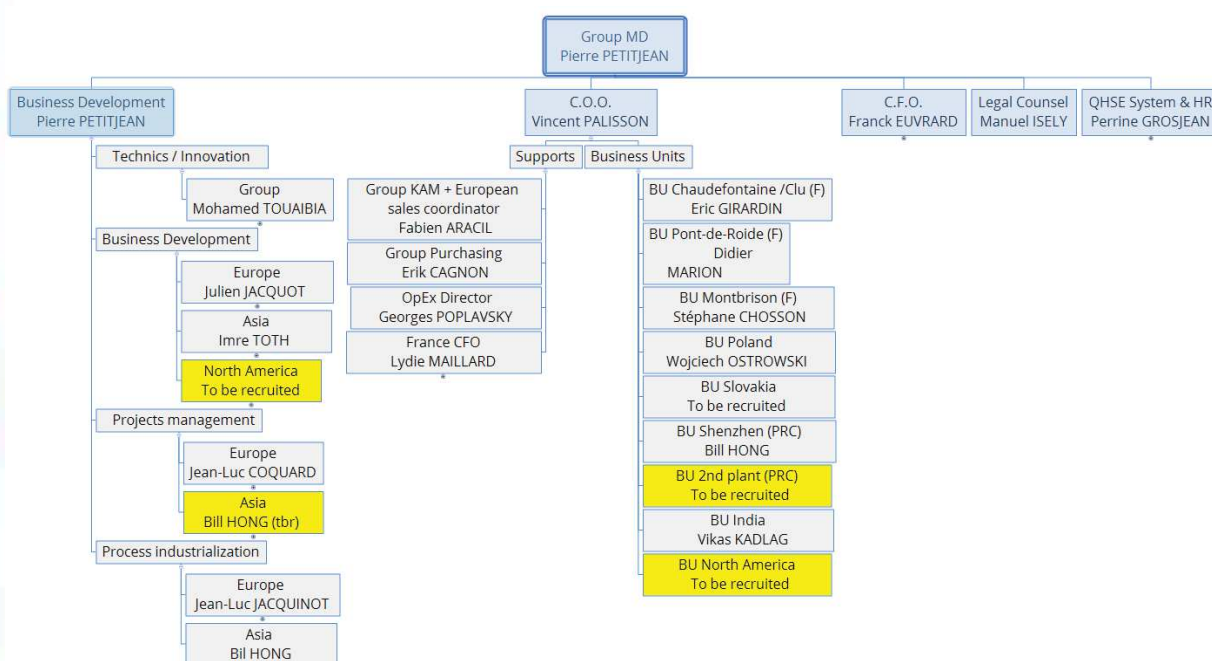 Group MD
Pierre PETITJEAN
Business Development
Pierre PETITJEAN
C.O.O.
Vincent PALISSON
C.F.O.
Franck EUVRARD
Legal Counsel
Manuel ISELY
QHSE System & HR
Perrine GROSJEAN
Technics / Innovation
Group
Mohamed TOUAIBIA
Business Development
Europe
Julien JACQUOT
Asia
Imre TOTH
North America
To be recruited
Projects management
Europe
Jean-Luc COQUARD
Asia
Bill HONG (tbr)
Process industrialization
Europe
Jean-Luc JACQUINOT
Asia
Bil HONG
Supports
Group KAM + European
sales coordinator
Fabien ARACIL
Group Purchasing
Erik CAGNON
OpEx Director
Georges POPLAVSKY
France CFO
Lydie MAILLARD
Business Units
BU Chaudefontaine /Clu (F)
Eric GIRARDIN
BU Pont-de-Roide (F)
Didier
MARION
BU Montbrison (F)
Stéphane CHOSSON
BU Poland
Wojciech OSTROWSKI
BU Slovakia
To be recruited
BU Shenzhen (PRC)
Bill HONG
BU 2nd plant (PRC)
To be recruited
BU India
Vikas KADLAG
BU North America
To be recruited